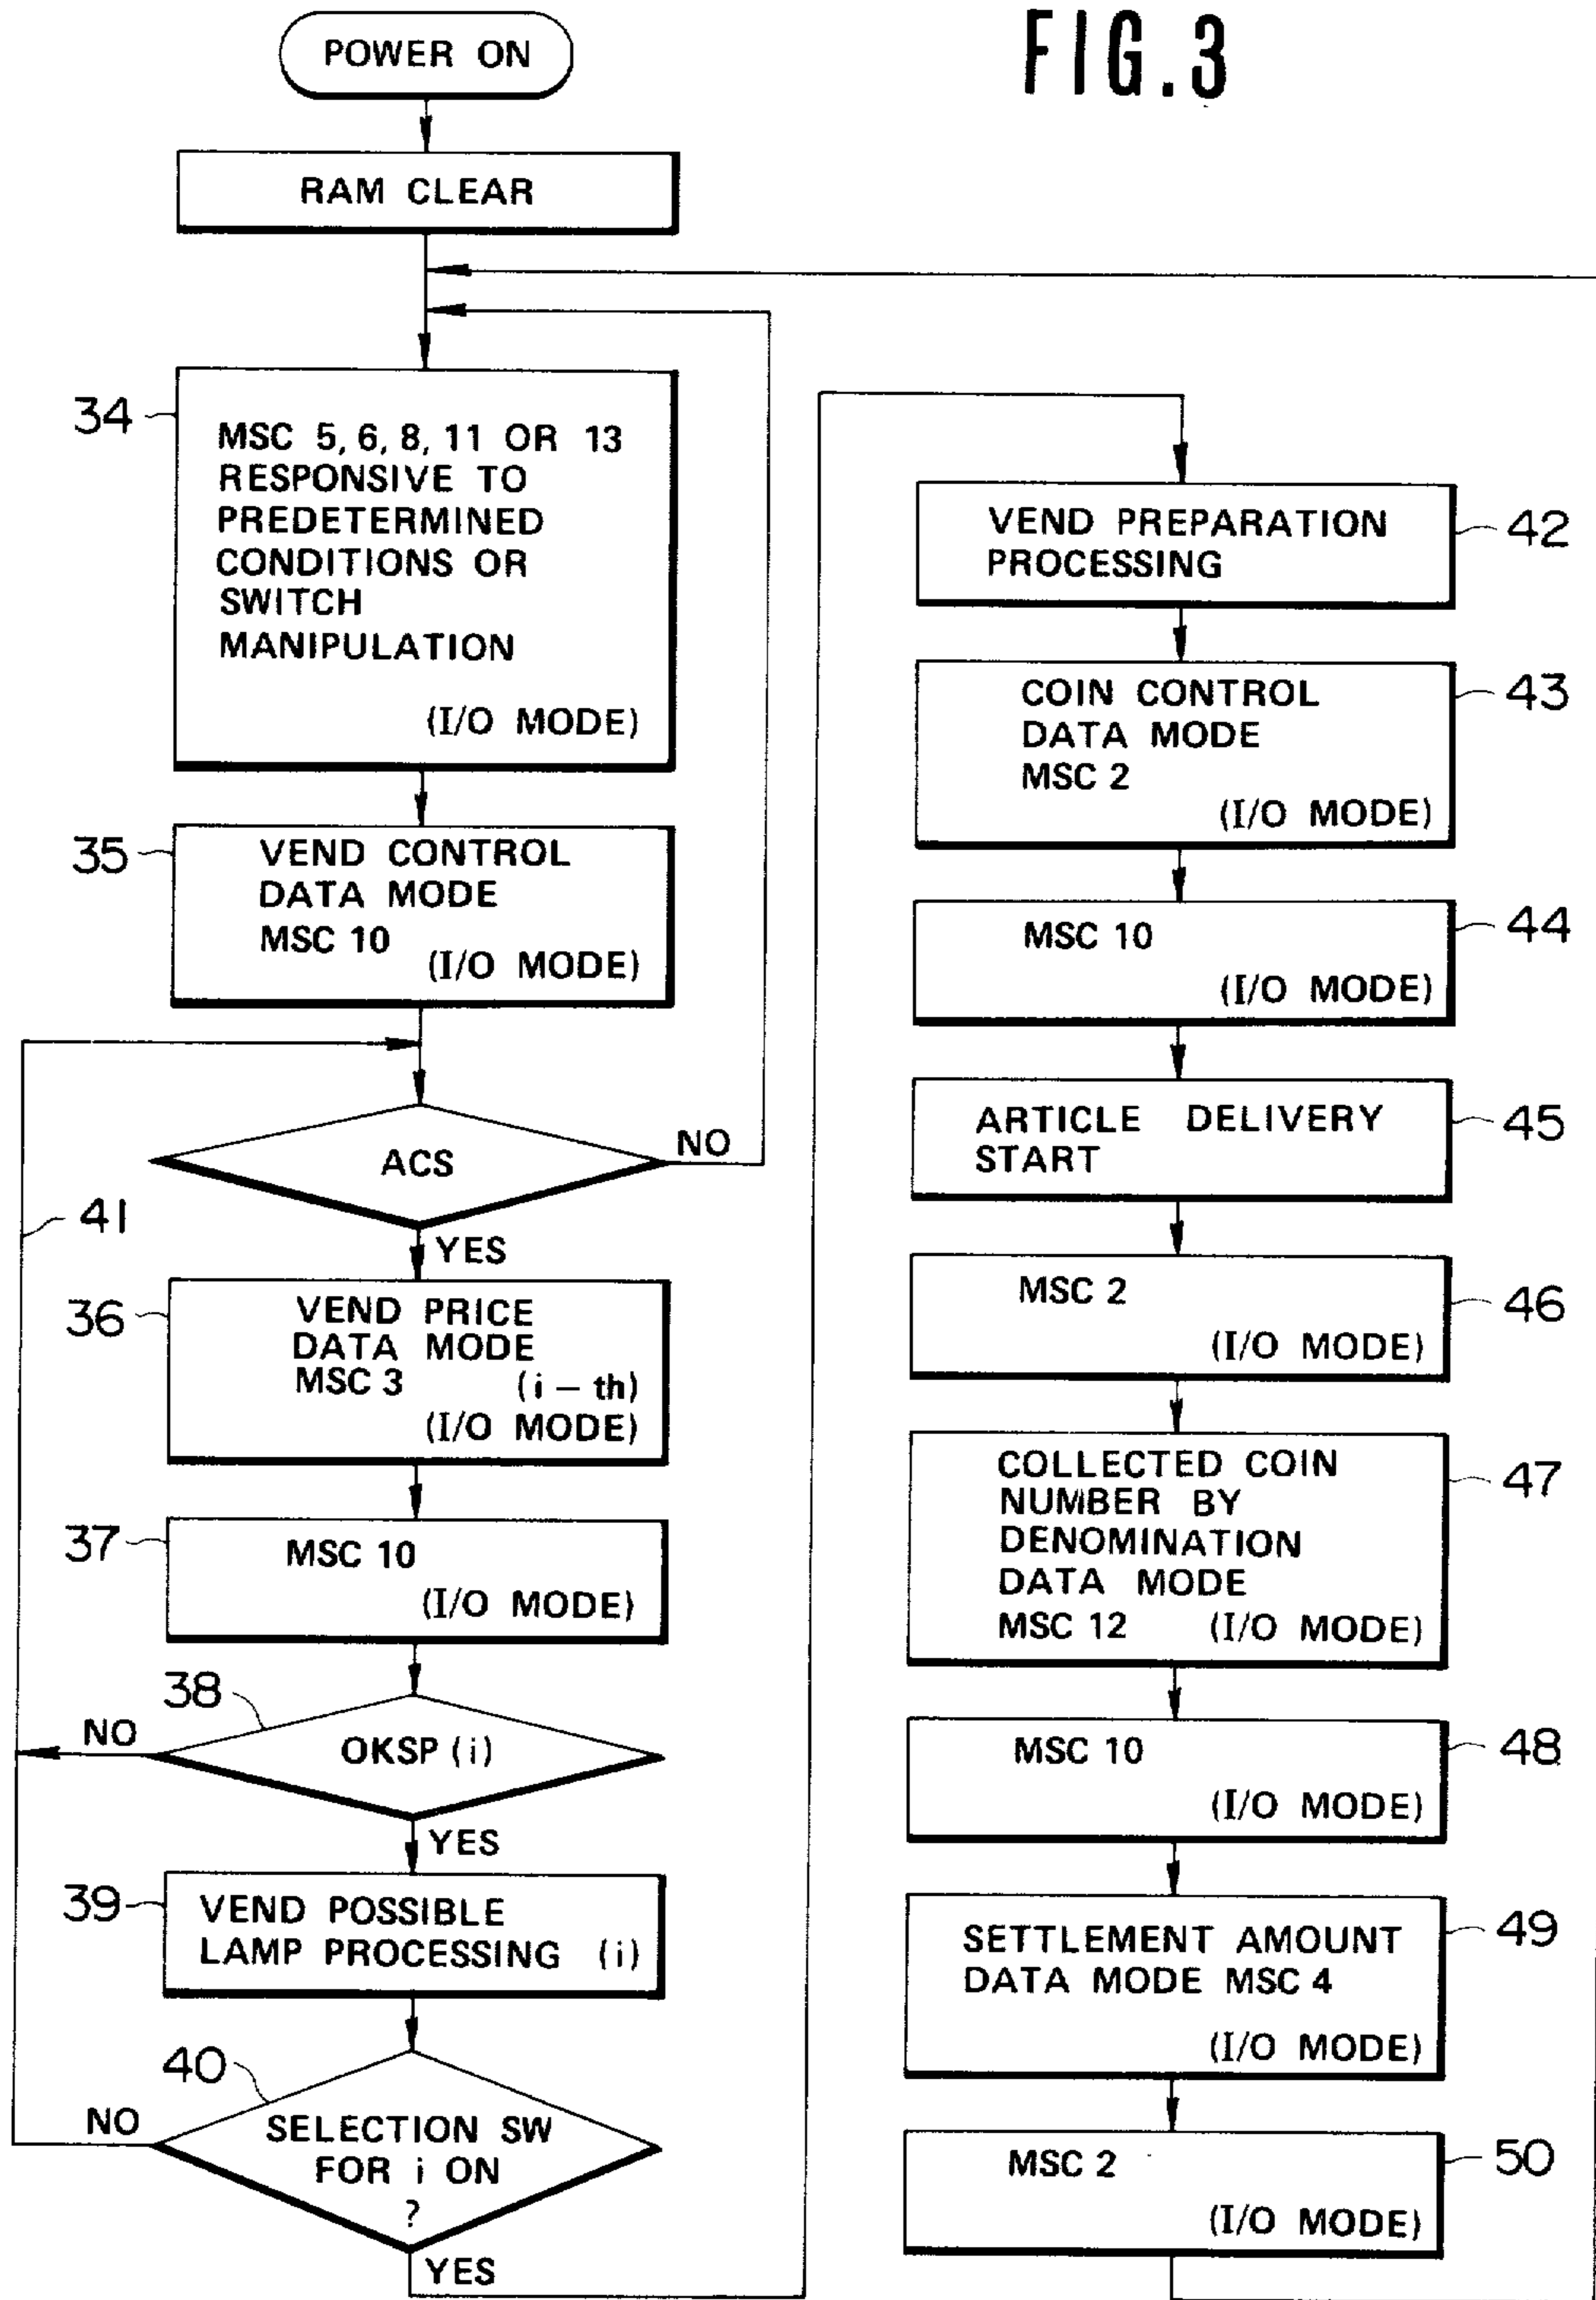 FIG.3
POWER ON
RAM CLEAR
34
MSC 5, 6, 8, 11 OR 13
RESPONSIVE TO
PREDETERMINED
CONDITIONS OR
SWITCH
MANIPULATION
(I/O MODE)
35
VEND CONTROL
DATA MODE
MSC 10
(I/O MODE)
ACS
NO
41
YES
36
VEND PRICE
DATA MODE
MSC 3 (i - th)
(I/O MODE)
37
MSC 10
(I/O MODE)
38
NO
OKSP (i)
YES
39
VEND POSSIBLE
LAMP PROCESSING (i)
40
NO
SELECTION SW
FOR i ON
?
YES
VEND PREPARATION
PROCESSING
42
COIN CONTROL
DATA MODE
MSC 2
(I/O MODE)
43
MSC 10
(I/O MODE)
44
ARTICLE DELIVERY
START
45
MSC 2
(I/O MODE)
46
COLLECTED COIN
NUMBER BY
DENOMINATION
DATA MODE
MSC 12 (I/O MODE)
47
MSC 10
(I/O MODE)
48
SETTLEMENT AMOUNT
DATA MODE MSC 4
(I/O MODE)
49
MSC 2
(I/O MODE)
50